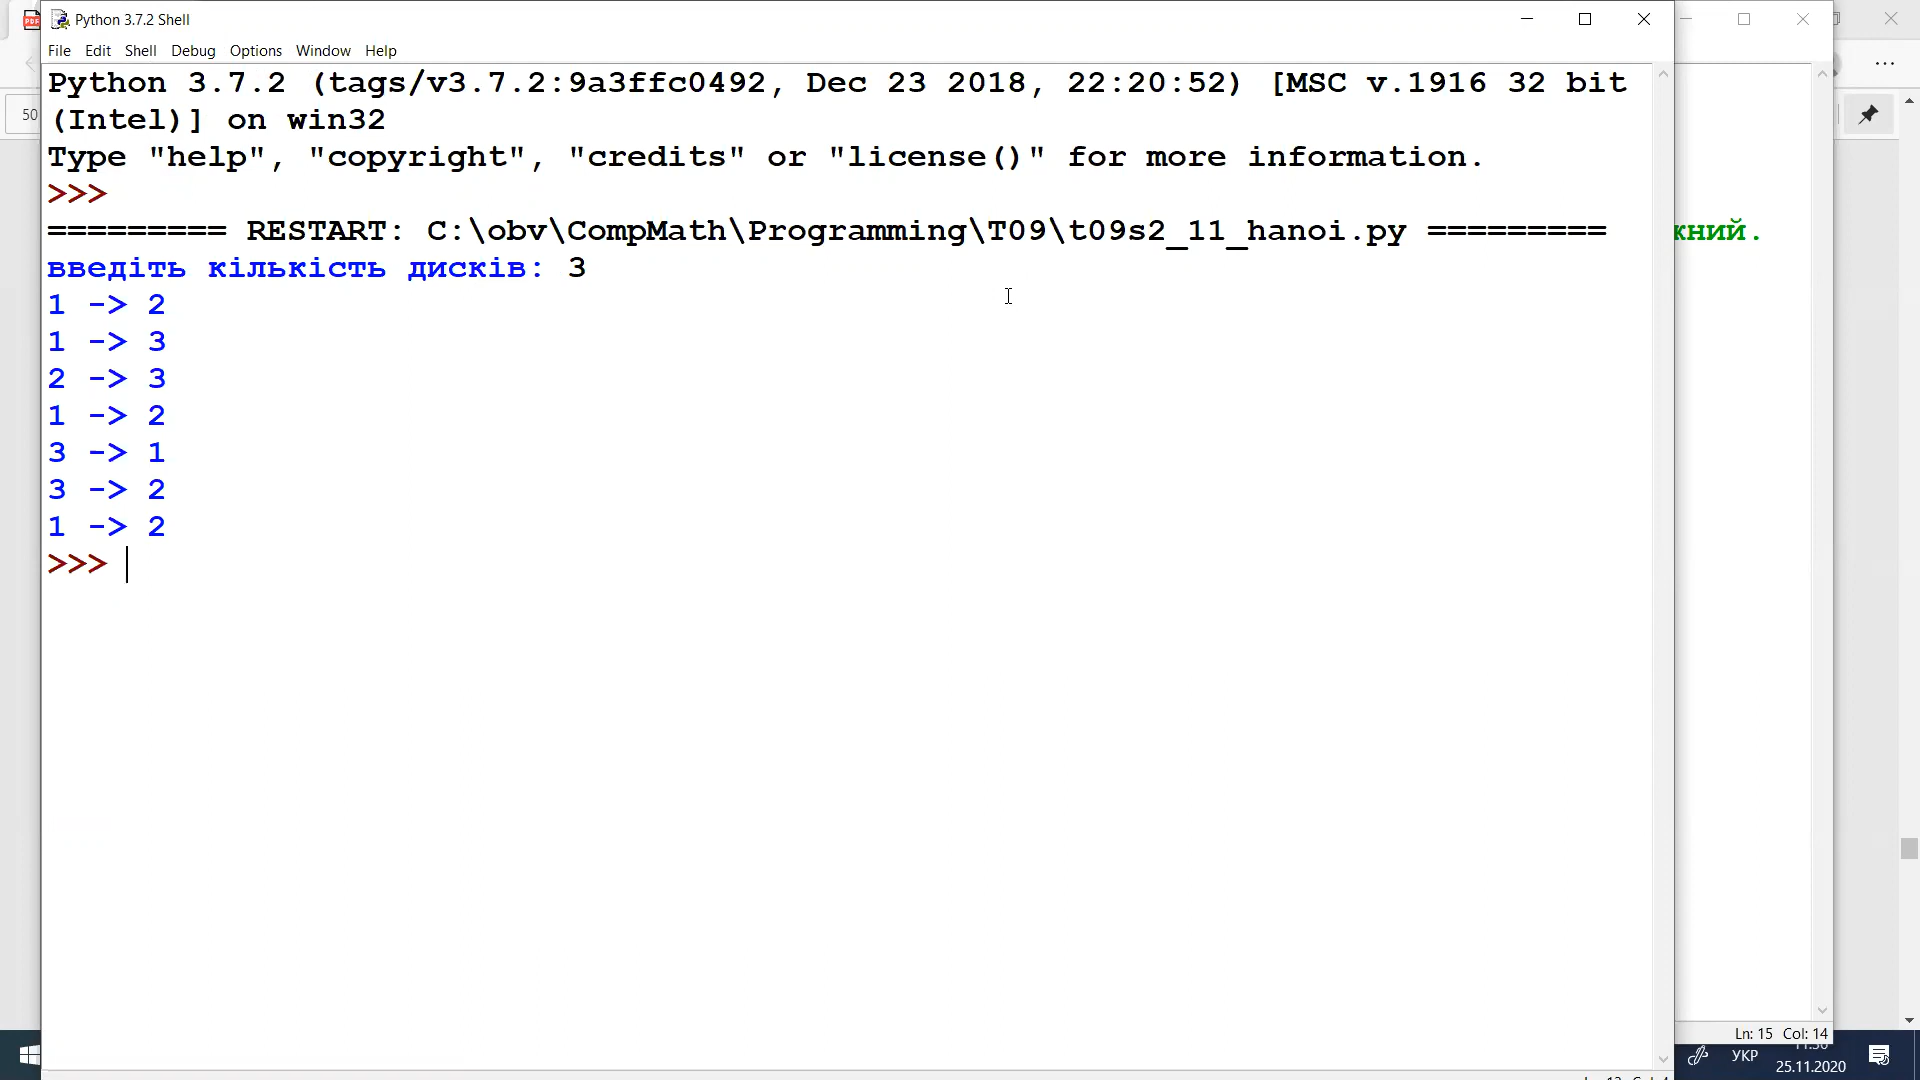 Python 3.7.2 Shell
File Edit Shell Debug Options Window Help
Python 3.7.2 (tags/v3.7.2:9a3ffc0492, Dec 23 2018, 22:20:52) [MSC v.1916 32 bit
(Intel)] on win32
Type "help", "copyright", "credits" or "license()" for more information.
>>>
========= RESTART: C:\obv\CompMath\Programming\T09\t09s2_11_hanoi.py =========
введіть кількість дисків: 3
1 -> 2
1 -> 3
2 -> 3
1 -> 2
3 -> 1
3 -> 2
1 -> 2
>>>
50
Ln: 15 Col: 14
УКР
25.11.2020